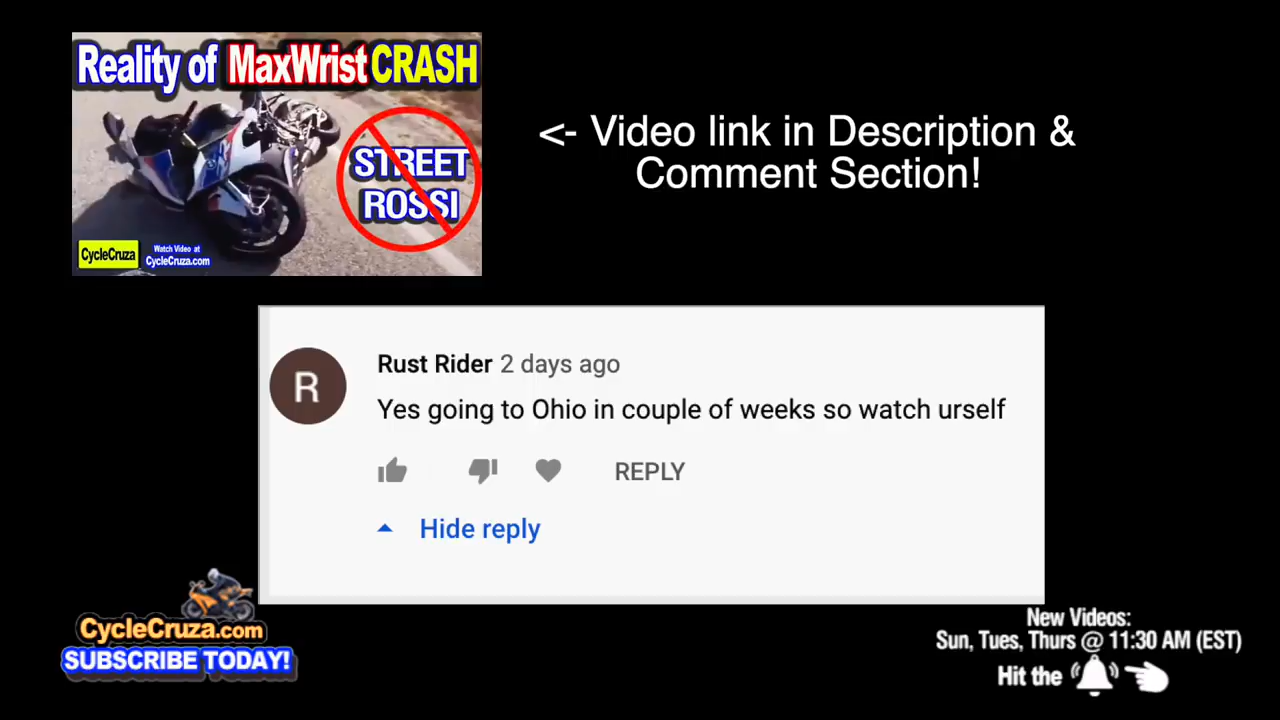 Reality of MaxWrist CRASH
STREET
ROSSI
CycleCruza
Watch Video at
CycleCruza.com
<- Video link in Description &
Comment Section!
R
Rust Rider 2 days ago
Yes going to Ohio in couple of weeks so watch urself
REPLY
Hide reply
CycleCruza.com
SUBSCRIBE TODAY!
New Videos:
Sun, Tues, Thurs @ 11:30 AM (EST)
Hit the